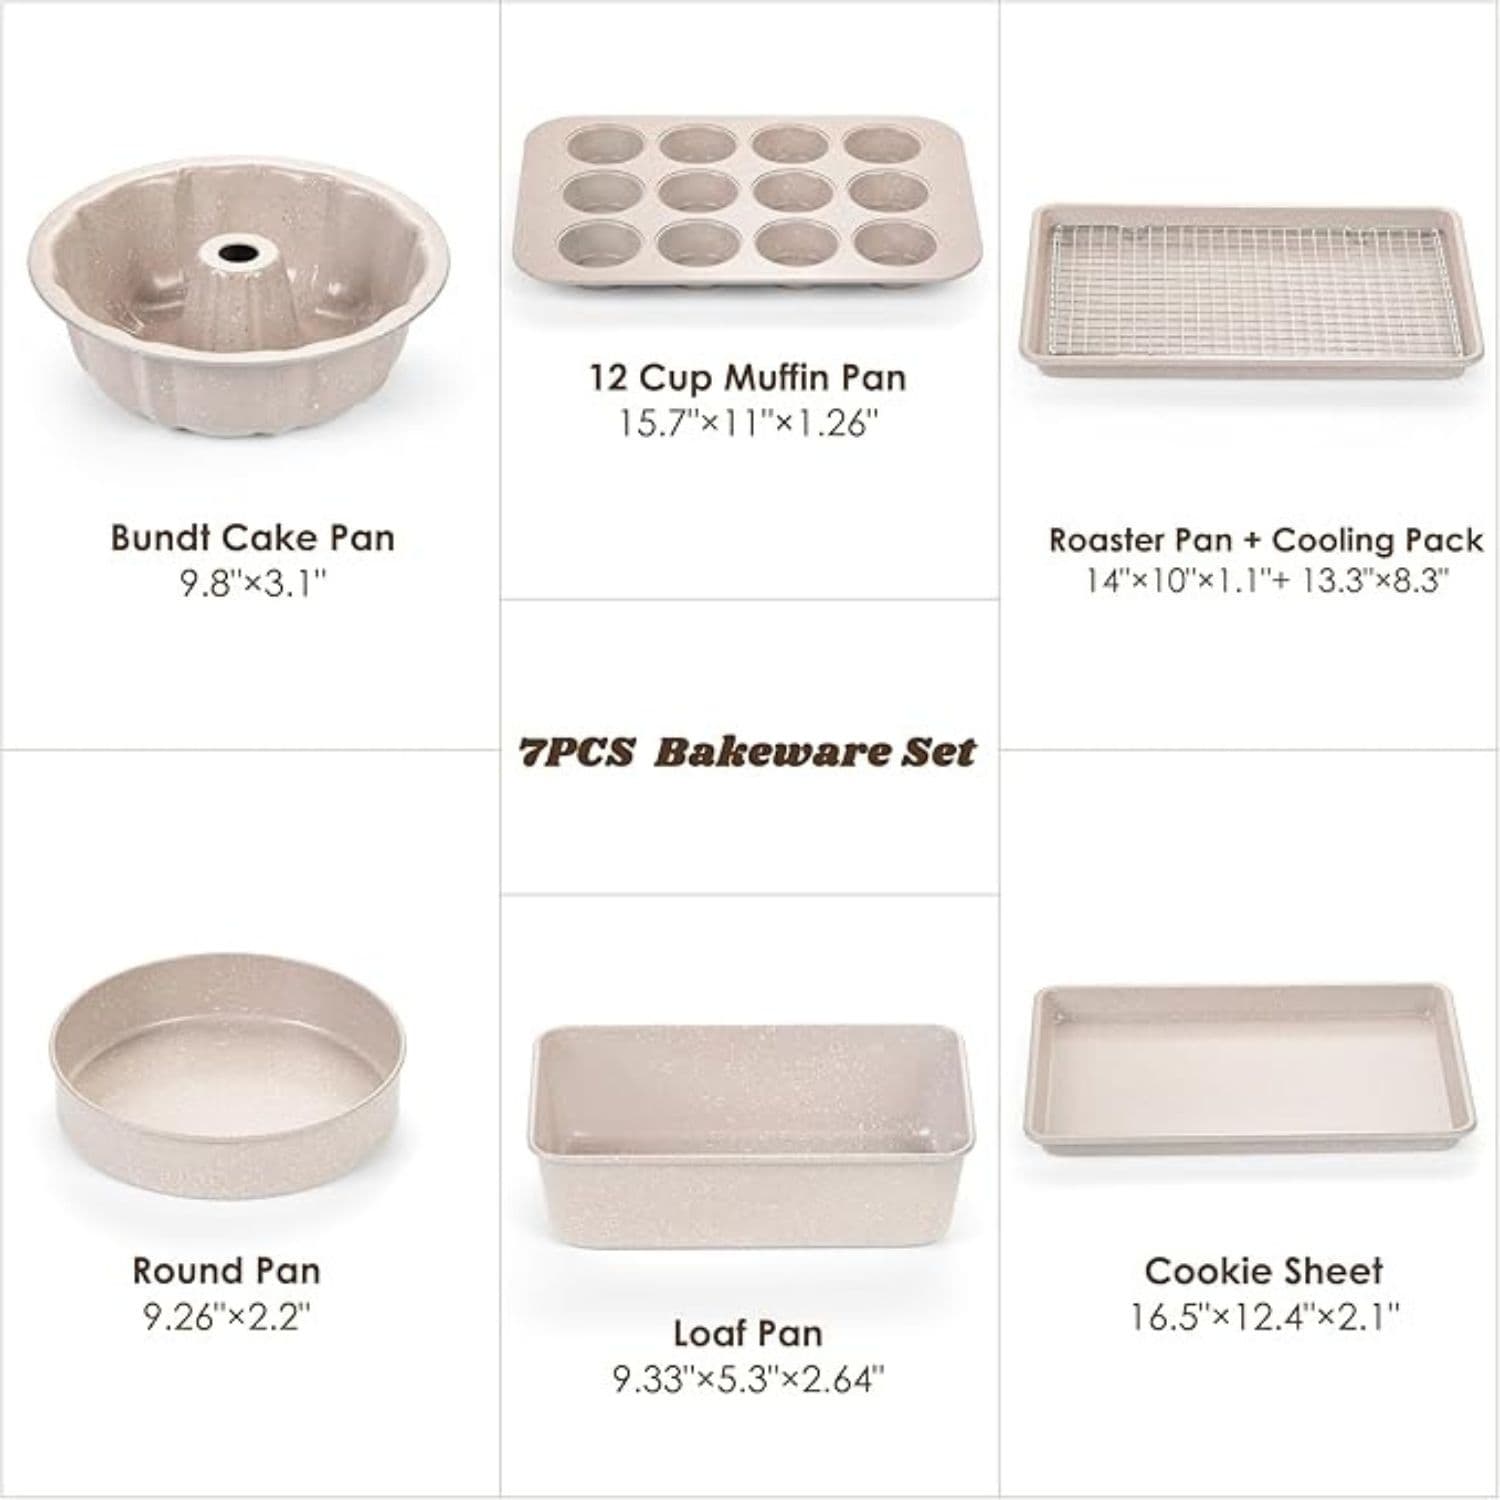 Bundt Cake Pan
9.8"×3.1"
12 Cup Muffin Pan
15.7"×11"×1.26"
Roaster Pan + Cooling Pack
14"×10"×1.1"+ 13.3"×8.3"
7PCS Bakeware Set
Round Pan
9.26"×2.2"
Loaf Pan
9.33"×5.3"×2.64"
Cookie Sheet
16.5"×12.4"×2.1"